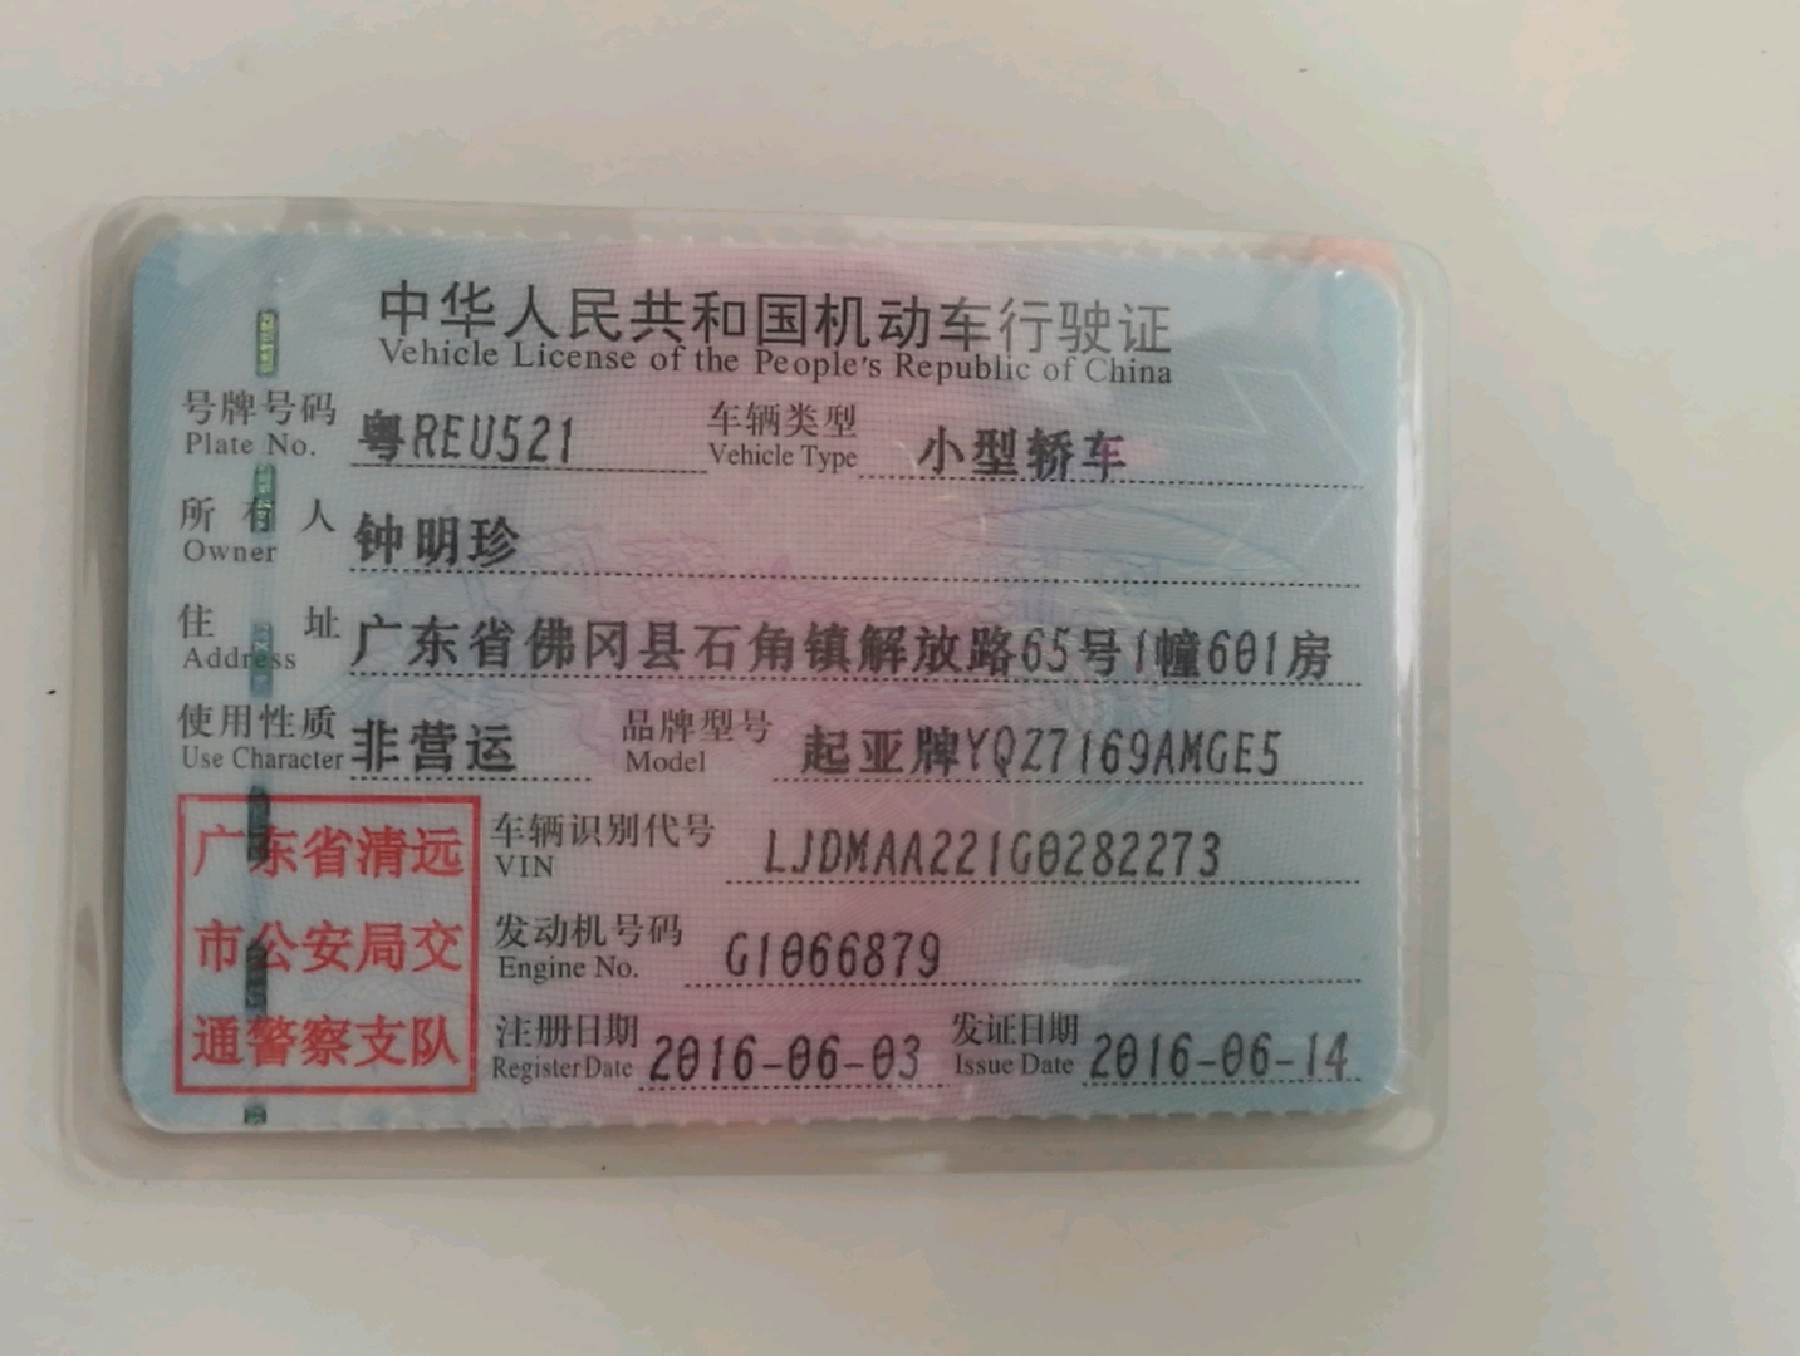 中华人民共和国机动车行驶证
Vehicle License of the People's Republic of China
号牌号码 粤REU521 车辆类型 小型轿车
Plate No. Vehicle Type
所有人 钟明珍
Owner
住址 广东省佛冈县石角镇解放路65号1幢601房
Address
使用性质 非营运 品牌型号 起亚牌YQZ7169AMGE5
Use Character Model
广东省清远
市公安局交
通警察支队
车辆识别代号 LJDMAA221G0282273
VIN
发动机号码 G1066879
Engine No.
注册日期 2016-06-03 发证日期 2016-06-14
Register Date Issue Date